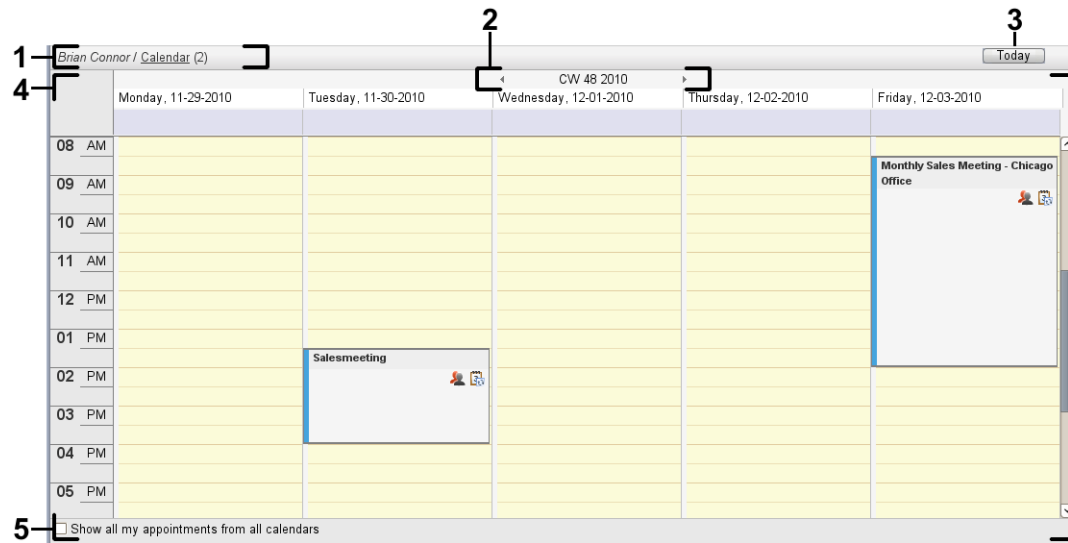 2
3
1
Brian Connor / Calendar (2)
Today
4
CW 48 2010
Monday, 11-29-2010
Tuesday, 11-30-2010
Wednesday, 12-01-2010
Thursday, 12-02-2010
Friday, 12-03-2010
08 AM
Monthly Sales Meeting - Chicago
Office
09 AM
10 AM
11 AM
12 PM
01 PM
Salesmeeting
02 PM
03 PM
04 PM
05 PM
5
Show all my appointments from all calendars